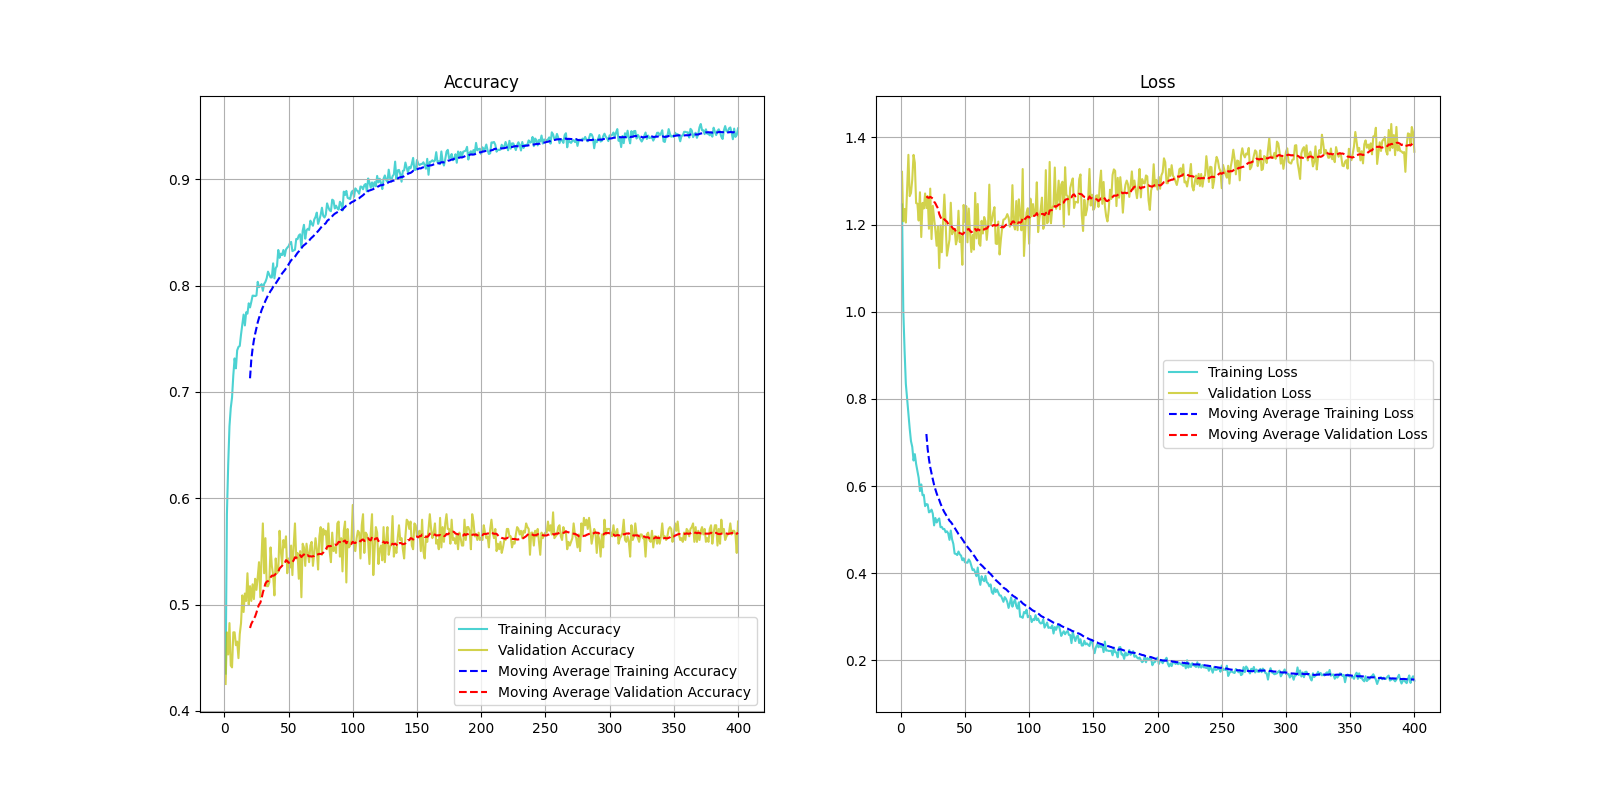 Accuracy
0.9
0.8
0.7
0.6
0.5
0.4
0 50 100 150 200 250 300 350 400
Training Accuracy
Validation Accuracy
Moving Average Training Accuracy
Moving Average Validation Accuracy
Loss
1.4
1.2
1.0
0.8
0.6
0.4
0.2
0 50 100 150 200 250 300 350 400
Training Loss
Validation Loss
Moving Average Training Loss
Moving Average Validation Loss